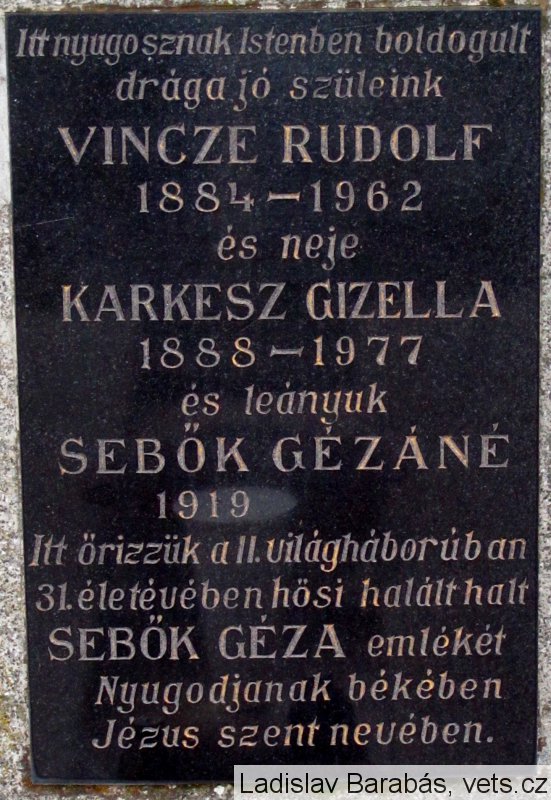 Itt nyugosznak Istenben boldogult
drága jó szüleink
VINCZE RUDOLF
1884 – 1962
és neje
KARKESZ GIZELLA
1888 – 1977
és leányuk
SEBŐK GÉZÁNÉ
1919
Itt őrizzük a II. világháborúban
31. életévében hösi halált halt
SEBŐK GÉZA emlékét
Nyugodjanak békében
Jézus szent nevében.
Ladislav Barabás, vets.cz